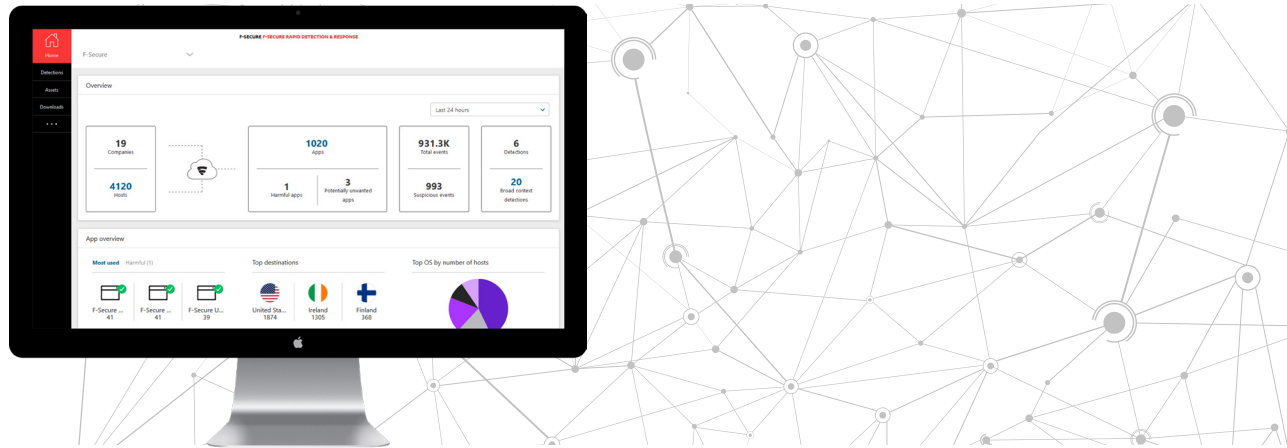 F-SECURE F-SECURE RAPID DETECTION & RESPONSE
Home
F-Secure
Detections
Assets
Downloads
...
Overview
Last 24 hours
19
Companies
4120
Hosts
1020
Apps
1
Harmful apps
3
Potentially unwanted
apps
931.3K
Total events
993
Suspicious events
6
Detections
20
Broad context
detections
App overview
Most used Harmful (1)
F-Secure ...
41
F-Secure ...
41
F-Secure U...
39
Top destinations
United Sta...
1874
Ireland
1305
Finland
368
Top OS by number of hosts